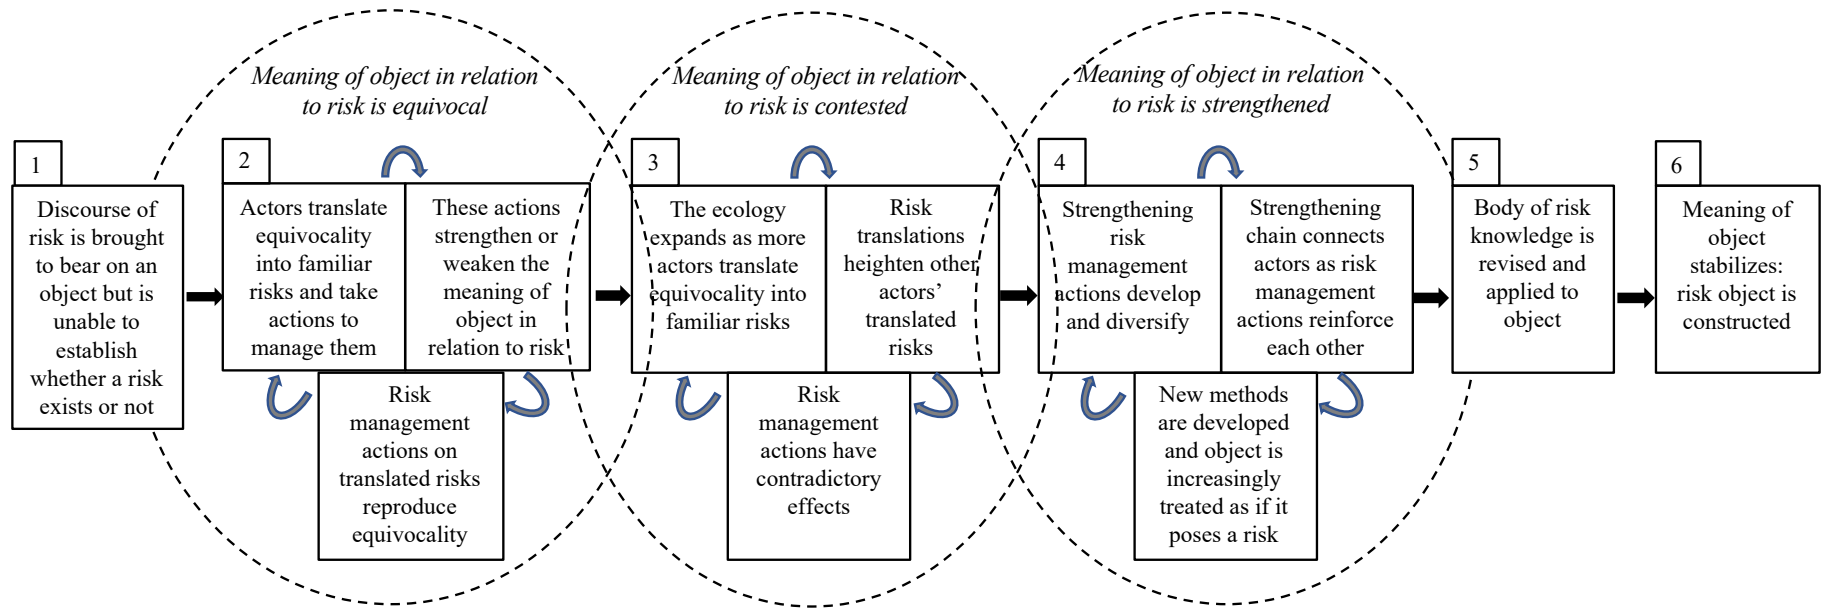 Meaning of object in relation
to risk is equivocal
Meaning of object in relation
to risk is contested
Meaning of object in relation
to risk is strengthened
1
Discourse of
risk is brought
to bear on an
object but is
unable to
establish
whether a risk
exists or not
2
Actors translate
equivocality
into familiar
risks and take
actions to
manage them
These actions
strengthen or
weaken the
meaning of
object in
relation to risk
Risk
management
actions on
translated risks
reproduce
equivocality
3
The ecology
expands as more
actors translate
equivocality into
familiar risks
Risk
translations
heighten other
actors’
translated
risks
Risk
management
actions have
contradictory
effects
4
Strengthening
risk
management
actions develop
and diversify
Strengthening
chain connects
actors as risk
management
actions reinforce
each other
New methods
are developed
and object is
increasingly
treated as if it
poses a risk
5
Body of risk
knowledge is
revised and
applied to
object
6
Meaning of
object
stabilizes:
risk object is
constructed